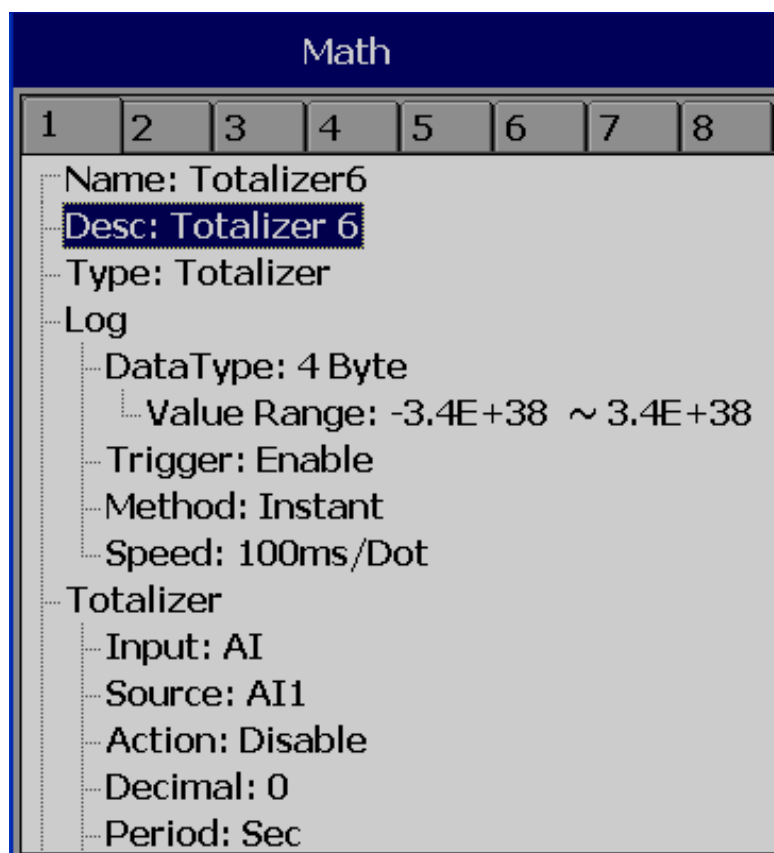 Math
1 2 3 4 5 6 7 8
Name: Totalizer6
Desc: Totalizer 6
Type: Totalizer
Log
DataType: 4 Byte
Value Range: -3.4E+38 ~ 3.4E+38
Trigger: Enable
Method: Instant
Speed: 100ms/Dot
Totalizer
Input: AI
Source: AI1
Action: Disable
Decimal: 0
Period: Sec